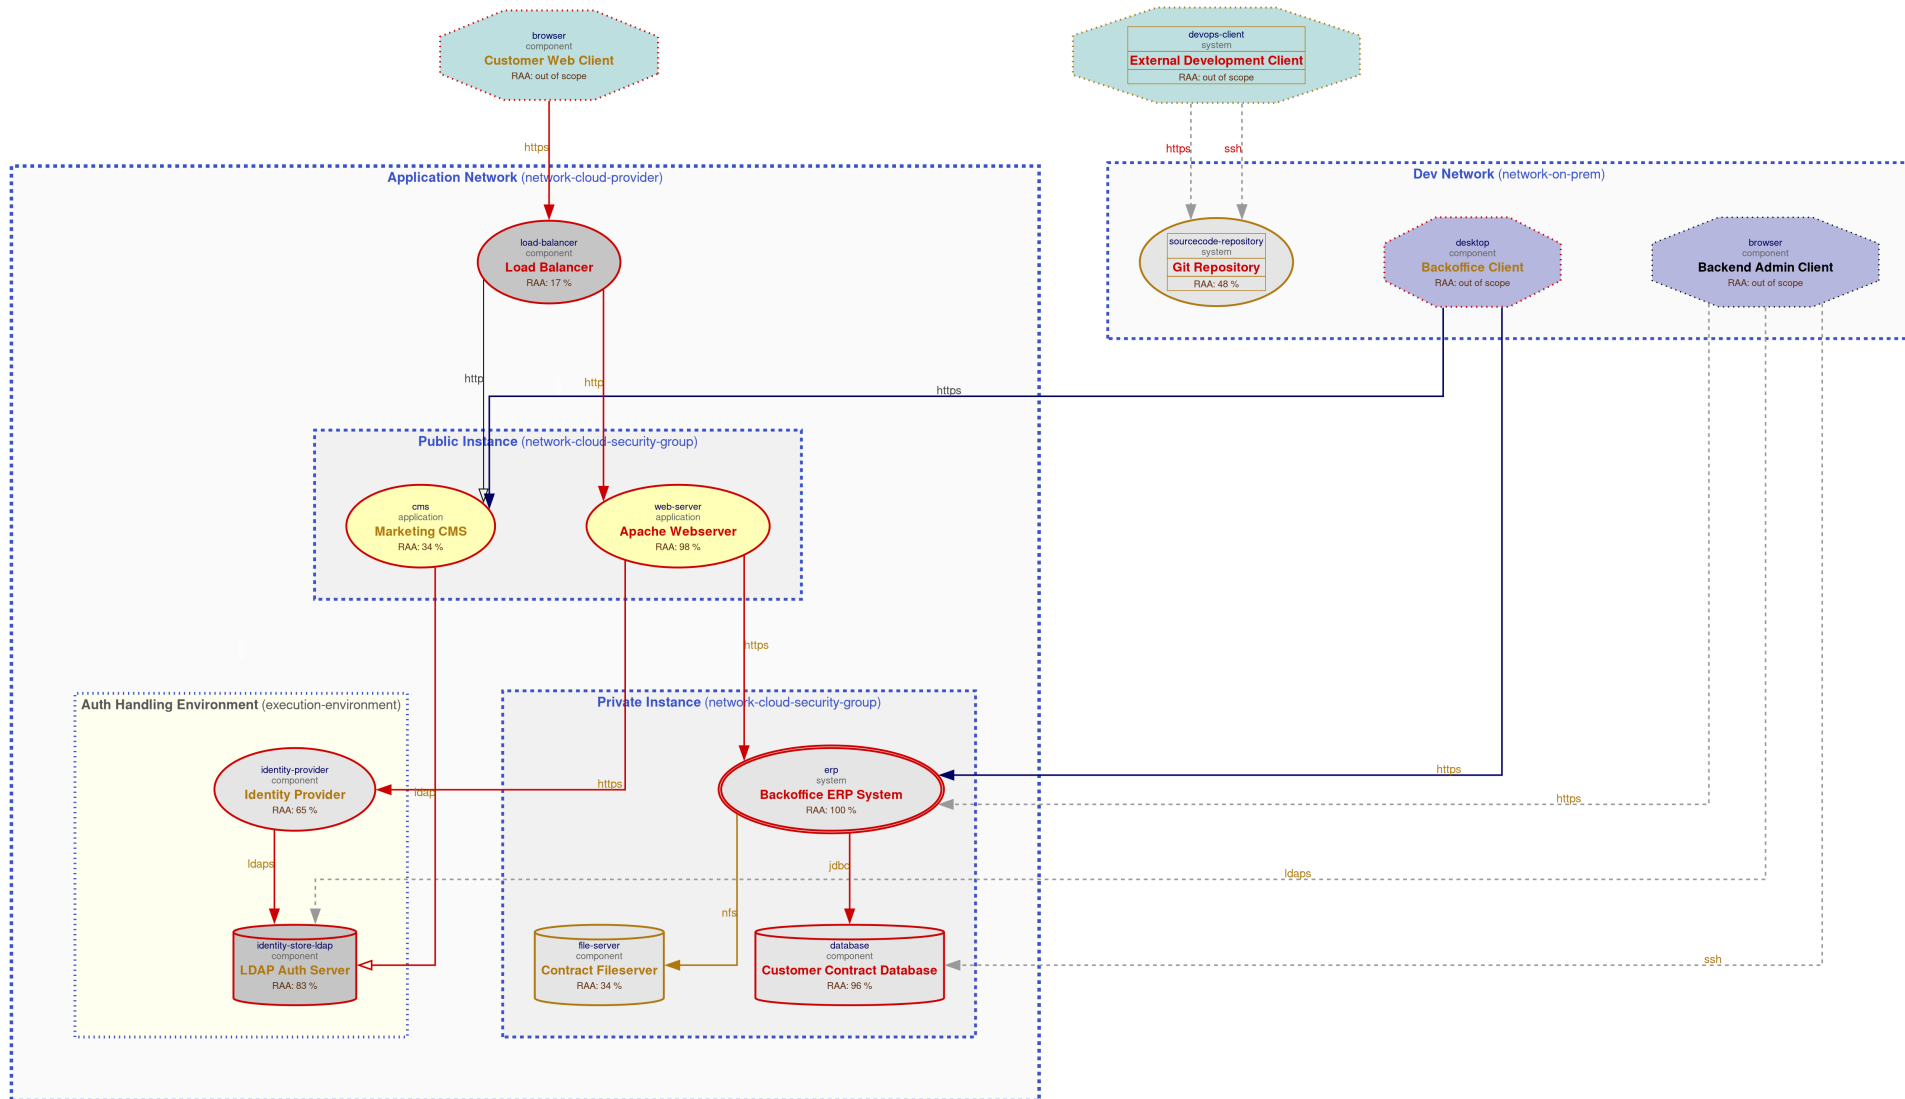 browser
component
Customer Web Client
RAA: out of scope
devops-client
system
External Development Client
RAA: out of scope
https
https
ssh
Application Network (network-cloud-provider)
Dev Network (network-on-prem)
load-balancer
component
Load Balancer
RAA: 17 %
sourcecode-repository
system
Git Repository
RAA: 48 %
desktop
component
Backoffice Client
RAA: out of scope
browser
component
Backend Admin Client
RAA: out of scope
http
http
https
Public Instance (network-cloud-security-group)
cms
application
Marketing CMS
RAA: 34 %
web-server
application
Apache Webserver
RAA: 98 %
https
Auth Handling Environment (execution-environment)
Private Instance (network-cloud-security-group)
identity-provider
component
Identity Provider
RAA: 65 %
ldap
https
erp
system
Backoffice ERP System
RAA: 100 %
https
https
ldaps
jdbc
ldaps
nfs
identity-store-ldap
component
LDAP Auth Server
RAA: 83 %
file-server
component
Contract Fileserver
RAA: 34 %
database
component
Customer Contract Database
RAA: 96 %
ssh